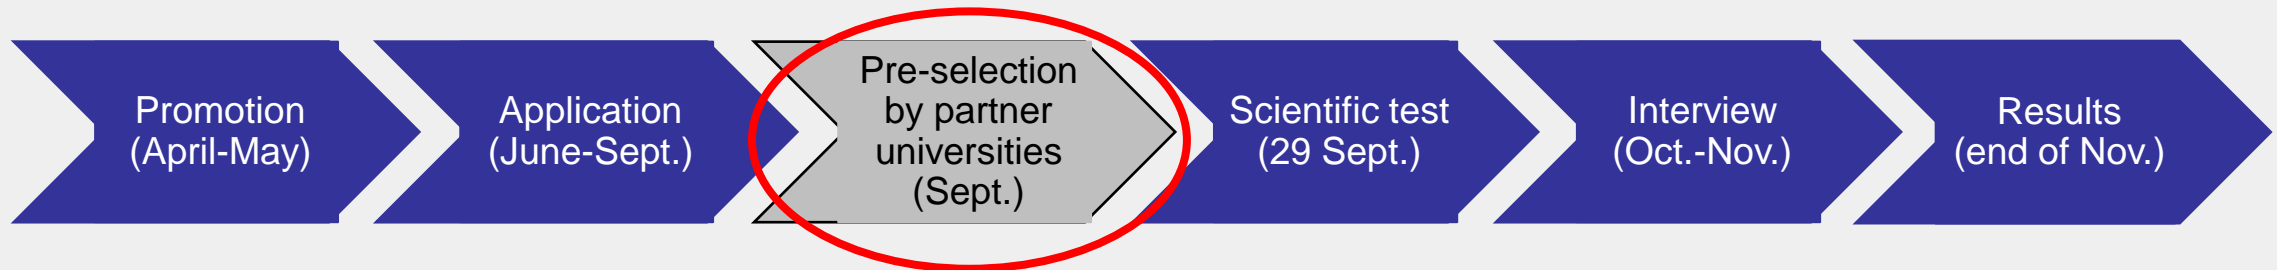 Promotion
(April-May)
Application
(June-Sept.)
Pre-selection
by partner
universities
(Sept.)
Scientific test
(29 Sept.)
Interview
(Oct.-Nov.)
Results
(end of Nov.)